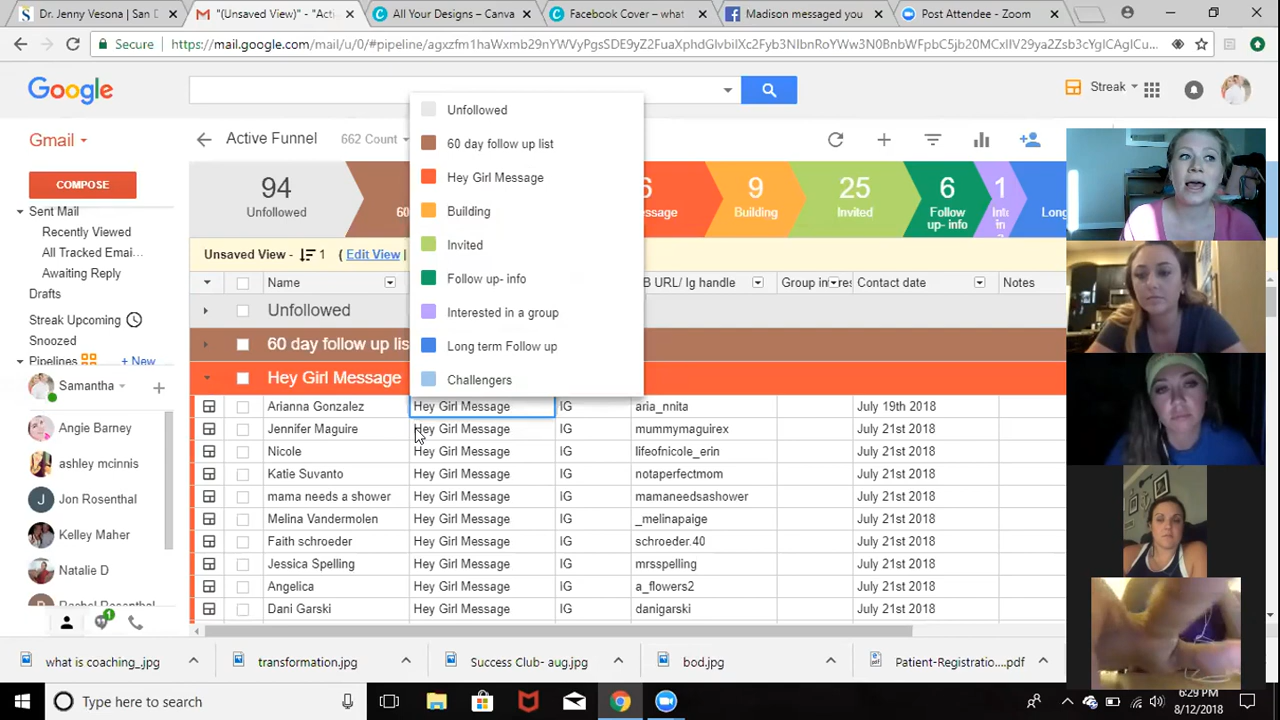 Dr. Jenny Vesona | San D
"(Unsaved View)" - "Acti
All Your Designs – Canva
Facebook Cover – what
Madison messaged you
Post Attendee - Zoom
Secure
Google
Streak
Gmail
Active Funnel
662 Count
COMPOSE
Sent Mail
Recently Viewed
All Tracked Emai...
Awaiting Reply
Drafts
Streak Upcoming
Snoozed
Pipelines
+ New
Samantha
Angie Barney
ashley mcinnis
Jon Rosenthal
Kelley Maher
Natalie D
Rachel Rosenthal
94
Unfollowed
60
6
essage
9
Building
25
Invited
6
Follow
up- info
1
Inte
in
Long
Unsaved View -
1
( Edit View |
Unfollowed
60 day follow up list
Hey Girl Message
Building
Invited
Follow up- info
Interested in a group
Long term Follow up
Challengers
Name
B URL/ Ig handle
Group in
res
Contact date
Notes
Unfollowed
60 day follow up lis
Hey Girl Message
Arianna Gonzalez Hey Girl Message IG aria_nnita July 19th 2018
Jennifer Maguire Hey Girl Message IG mummymaguirex July 21st 2018
Nicole Hey Girl Message IG lifeofnicole_erin July 21st 2018
Katie Suvanto Hey Girl Message IG notaperfectmom July 21st 2018
mama needs a shower Hey Girl Message IG mamaneedsashower July 21st 2018
Melina Vandermolen Hey Girl Message IG _melinapaige July 21st 2018
Faith schroeder Hey Girl Message IG schroeder.40 July 21st 2018
Jessica Spelling Hey Girl Message IG mrsspelling July 21st 2018
Angelica Hey Girl Message IG a_flowers2 July 21st 2018
Dani Garski Hey Girl Message IG danigarski July 21st 2018
1
what is coaching_.jpg
transformation.jpg
Success Club- aug.jpg
bod.jpg
Patient-Registratio....pdf
Type here to search
6:29 PM
8/12/2018